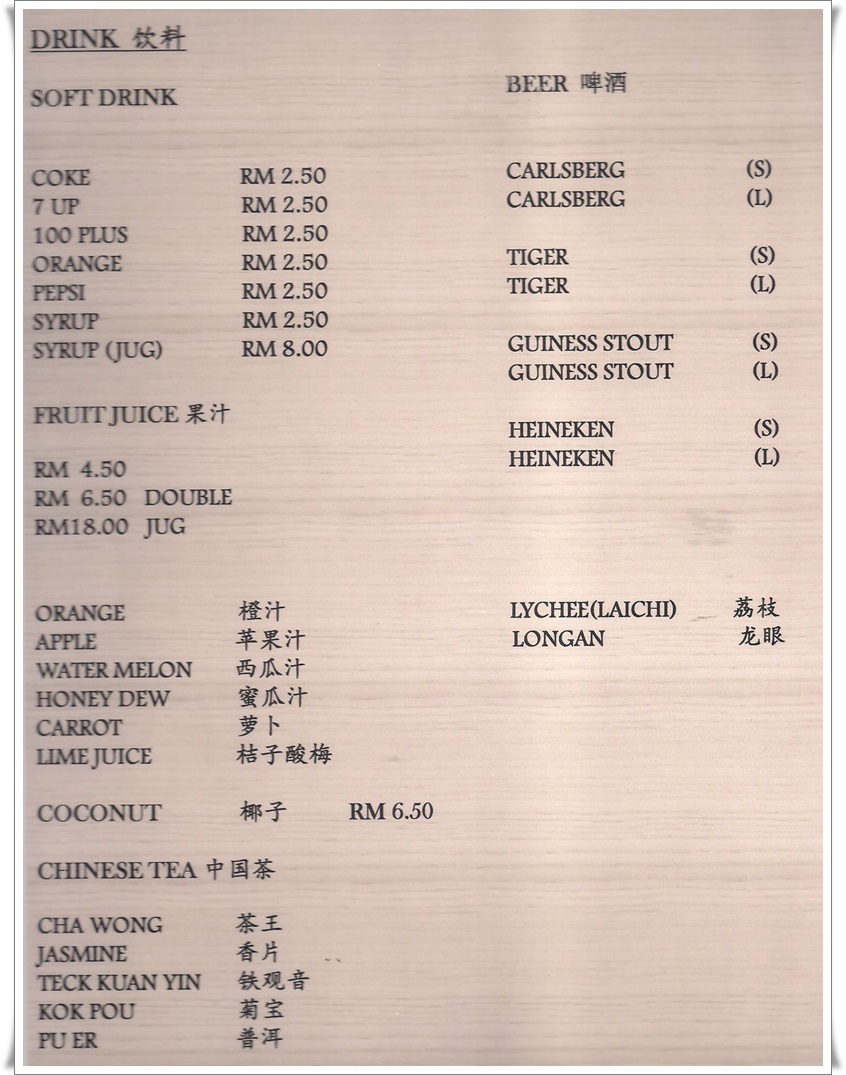 DRINK 饮料
SOFT DRINK
COKE RM 2.50
7 UP RM 2.50
100 PLUS RM 2.50
ORANGE RM 2.50
PEPSI RM 2.50
SYRUP RM 2.50
SYRUP (JUG) RM 8.00
FRUIT JUICE 果汁
RM 4.50
RM 6.50 DOUBLE
RM18.00 JUG
ORANGE 橙汁
APPLE 苹果汁
WATER MELON 西瓜汁
HONEY DEW 蜜瓜汁
CARROT 萝卜
LIME JUICE 桔子酸梅
COCONUT 椰子 RM 6.50
CHINESE TEA 中国茶
CHA WONG 茶王
JASMINE 香片
TECK KUAN YIN 铁观音
KOK POU 菊宝
PU ER 普洱
BEER 啤酒
CARLSBERG (S)
CARLSBERG (L)
TIGER (S)
TIGER (L)
GUINESS STOUT (S)
GUINESS STOUT (L)
HEINEKEN (S)
HEINEKEN (L)
LYCHEE(LAICHI) 荔枝
LONGAN 龙眼